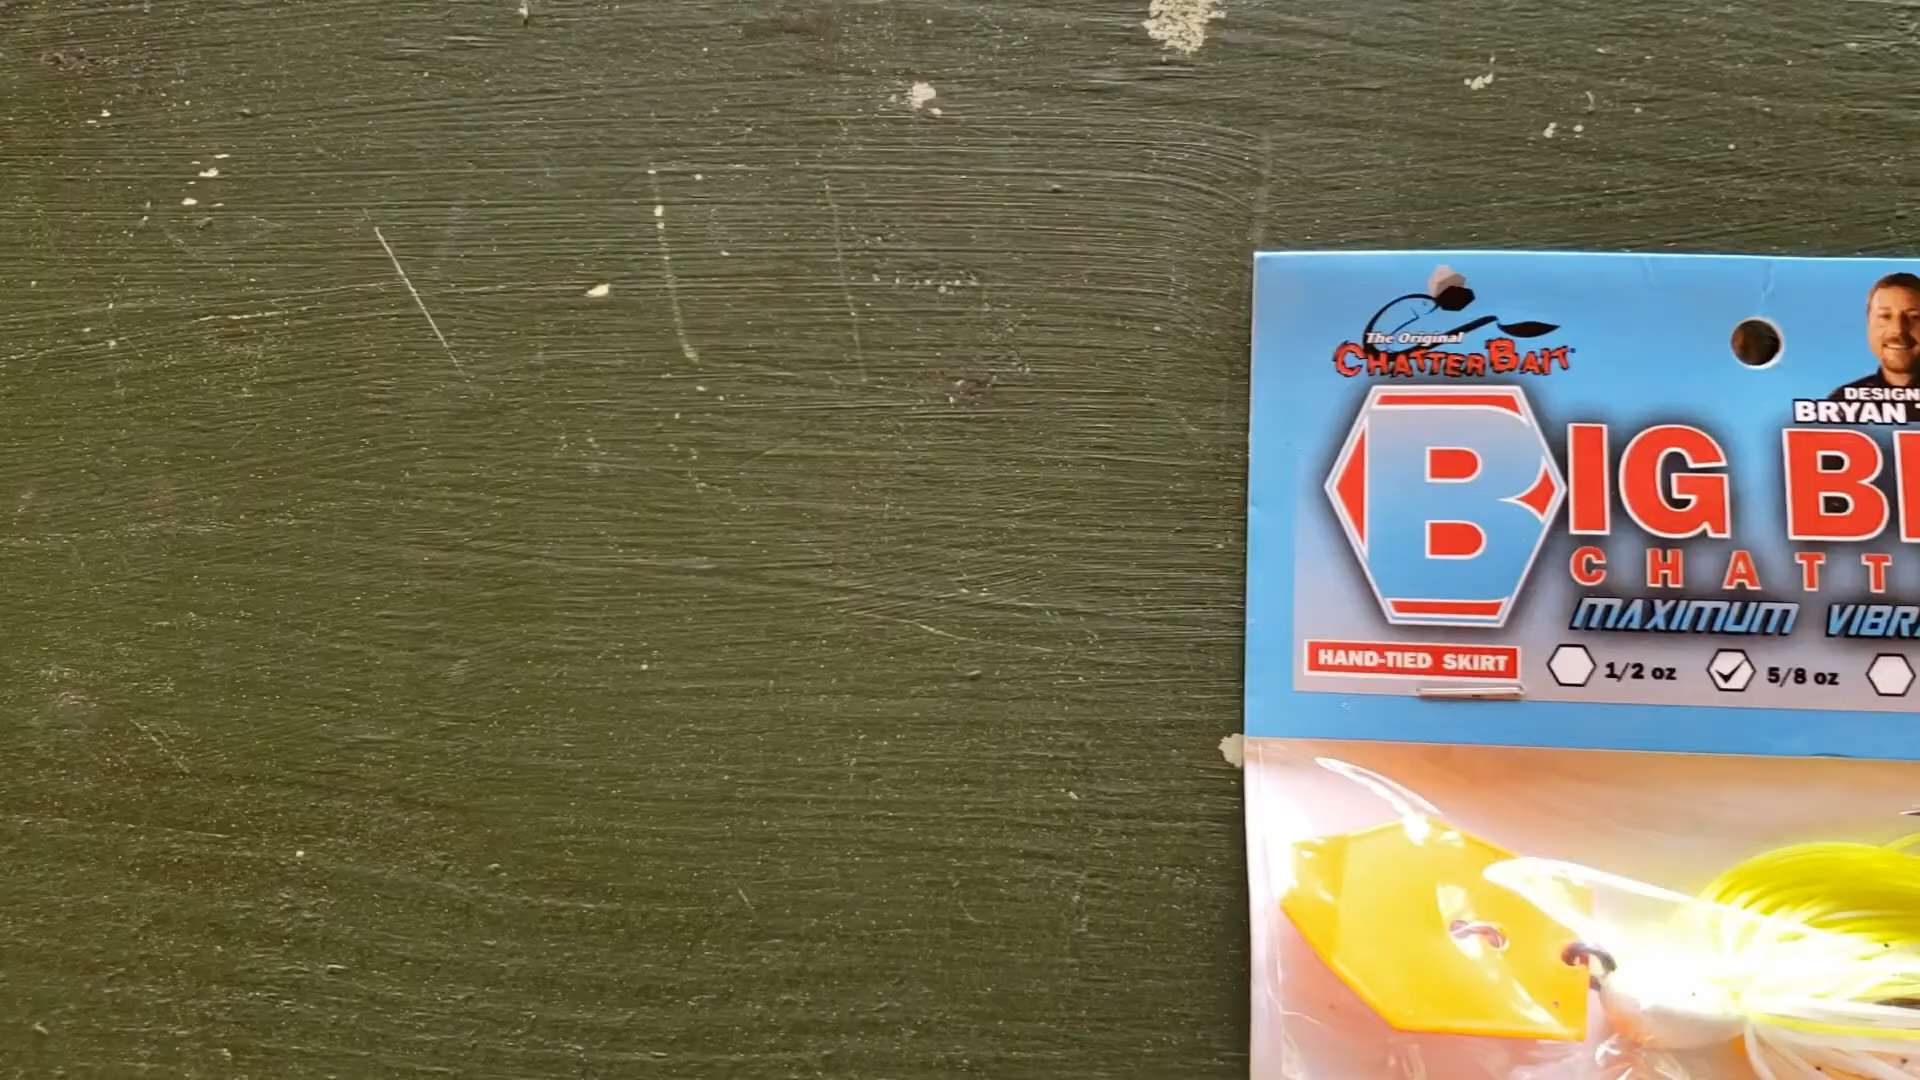 The Original
CHATTERBAIT
DESIGN
BRYAN
BIG B
CHATT
MAXIMUM VIBR
HAND-TIED SKIRT
1/2 oz 5/8 oz